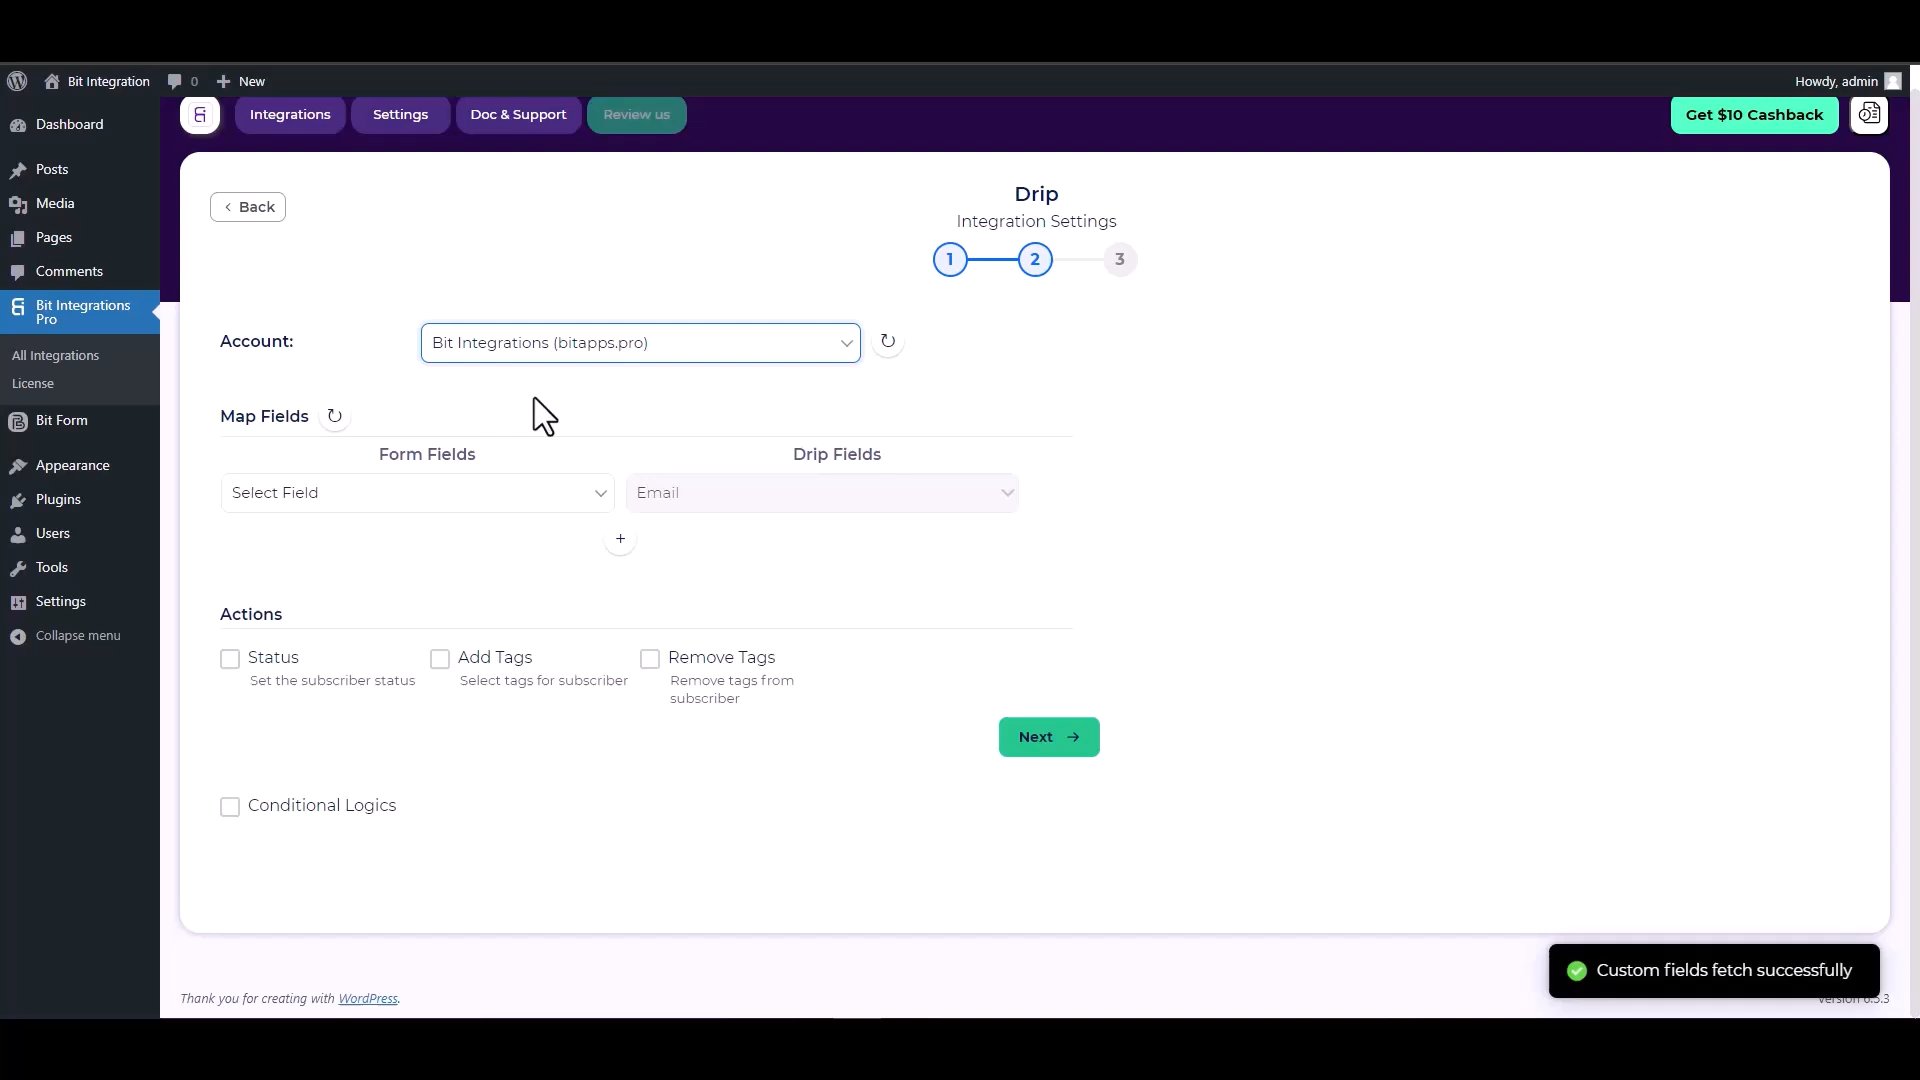 Bit Integration
0
New
Howdy, admin
Dashboard
Posts
Media
Pages
Comments
Bit Integrations
Pro
All Integrations
License
Bit Form
Appearance
Plugins
Users
Tools
Settings
Collapse menu
Integrations
Settings
Doc & Support
Review us
Get $10 Cashback
Back
Drip
Integration Settings
1
2
3
Account:
Bit Integrations (bitapps.pro)
Map Fields
Form Fields
Drip Fields
Select Field
Email
+
Actions
Status
Set the subscriber status
Add Tags
Select tags for subscriber
Remove Tags
Remove tags from
subscriber
Next →
Conditional Logics
Custom fields fetch successfully
Thank you for creating with WordPress.
Version 6.5.3